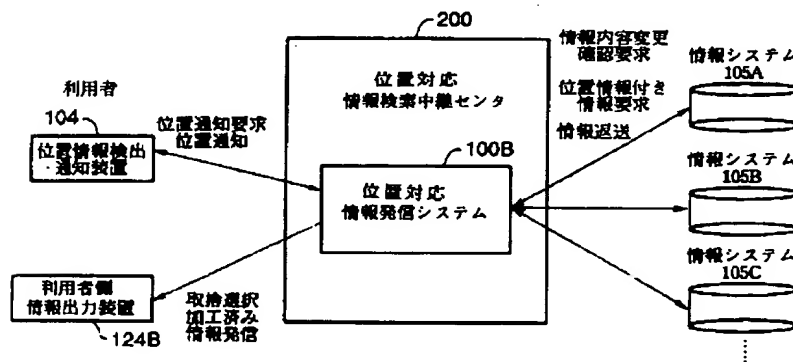 200
情報内容変更
確認要求
情報システム
105A
利用者
位置対応
情報検索中継センタ
位置情報付き
情報要求
104
位置通知要求
位置通知
情報返送
位置情報検出
・通知装置
100B
位置対応
情報発信システム
情報システム
105B
情報システム
105C
利用者側
情報出力装置
取捨選択
加工済み
情報発信
124B